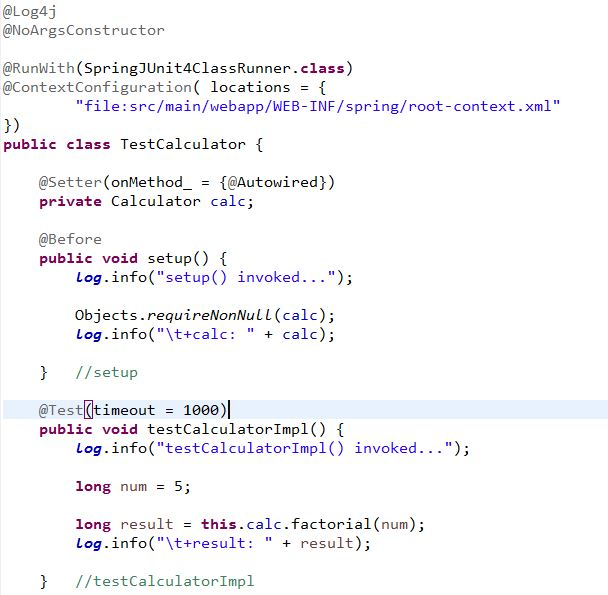 @Log4j
@NoArgsConstructor
@RunWith(SpringJUnit4ClassRunner.class)
@ContextConfiguration( locations = {
"file:src/main/webapp/WEB-INF/spring/root-context.xml"
})
public class TestCalculator {
@Setter(onMethod_ = {@Autowired})
private Calculator calc;
@Before
public void setup() {
log.info("setup() invoked...");
Objects.requireNonNull(calc);
log.info("\t+calc: " + calc);
} //setup
@Test(timeout = 1000)
public void testCalculatorImpl() {
log.info("testCalculatorImpl() invoked...");
long num = 5;
long result = this.calc.factorial(num);
log.info("\t+result: " + result);
} //testCalculatorImpl